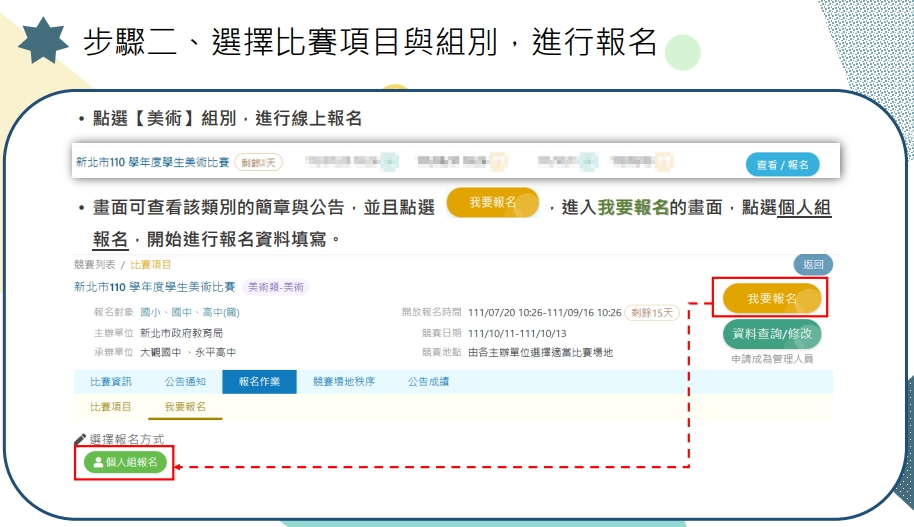 步驟二、選擇比賽項目與組別，進行報名
• 點選【美術】組別，進行線上報名
新北市110 學年度學生美術比賽 查看 / 報名
• 畫面可查看該類別的簡章與公告，並且點選 我要報名 ，進入我要報名的畫面，點選個人組
報名，開始進行報名資料填寫。
競賽列表 / 比賽項目 返回
新北市110 學年度學生美術比賽 美術類-美術 我要報名
報名對象 國小、國中、高中(職) 開放報名時間 111/07/20 10:26-111/09/16 10:26 剩餘15天
主辦單位 新北市政府教育局 競賽日期 111/10/11-111/10/13 資料查詢/修改
承辦單位 大觀國中 、永平高中 競賽地點 由各主辦單位選擇適當比賽場地 申請成為管理人員
比賽資訊 公告通知 報名作業 競賽場地秩序 公告成績
比賽項目 我要報名
選擇報名方式
個人組報名